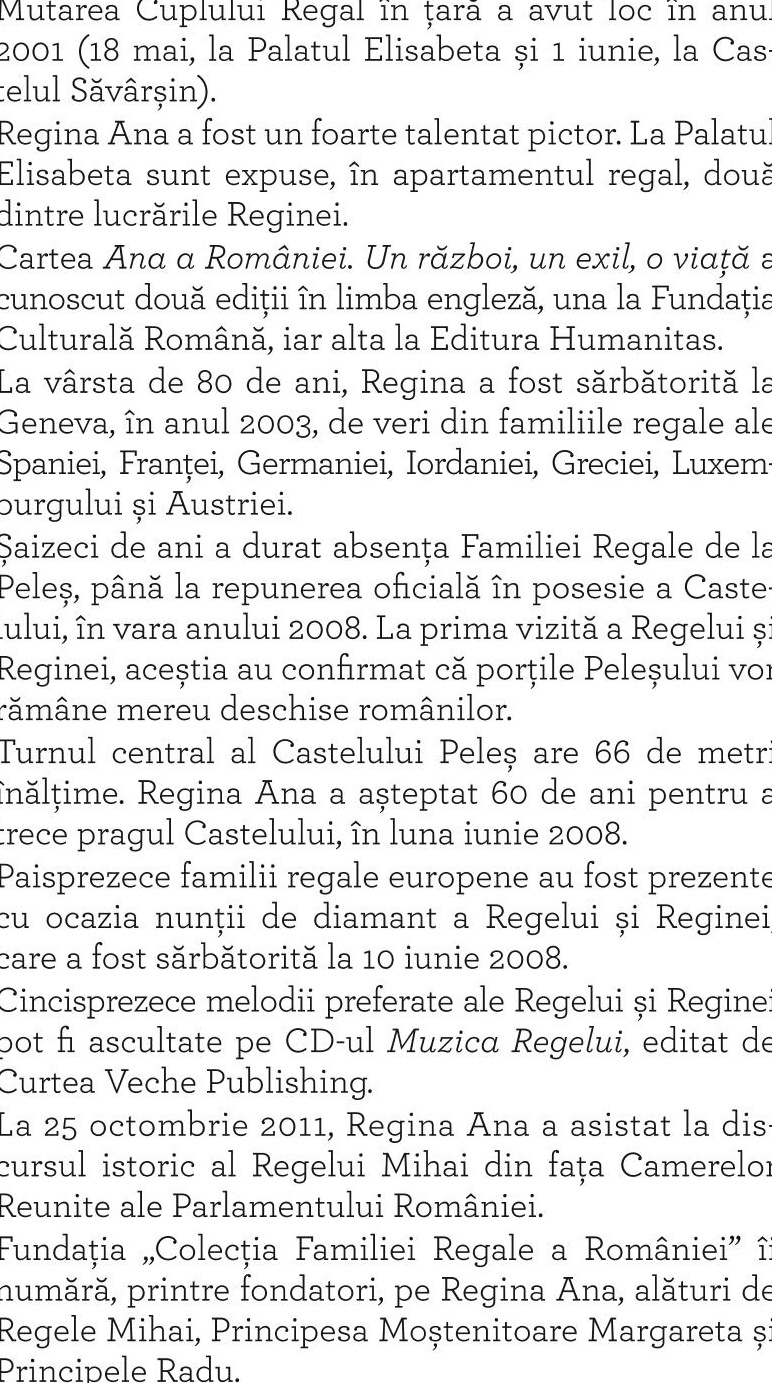 Mutarea Cuplului Regal în țară a avut loc în anul
2001 (18 mai, la Palatul Elisabeta și 1 iunie, la Cas-
telul Săvârșin).
Regina Ana a fost un foarte talentat pictor. La Palatul
Elisabeta sunt expuse, în apartamentul regal, două
dintre lucrările Reginei.
Cartea Ana a României. Un război, un exil, o viață a
cunoscut două ediții în limba engleză, una la Fundația
Culturală Română, iar alta la Editura Humanitas.
La vârsta de 80 de ani, Regina a fost sărbătorită la
Geneva, în anul 2003, de veri din familiile regale ale
Spaniei, Franței, Germaniei, Iordaniei, Greciei, Luxem-
burgului și Austriei.
Șaizeci de ani a durat absența Familiei Regale de la
Peleș, până la repunerea oficială în posesie a Caste-
lului, în vara anului 2008. La prima vizită a Regelui și
Reginei, aceștia au confirmat că porțile Peleșului vor
rămâne mereu deschise românilor.
Turnul central al Castelului Peleș are 66 de metri
înălțime. Regina Ana a așteptat 60 de ani pentru a
trece pragul Castelului, în luna iunie 2008.
Paisprezece familii regale europene au fost prezente
cu ocazia nunții de diamant a Regelui și Reginei,
care a fost sărbătorită la 10 iunie 2008.
Cincisprezece melodii preferate ale Regelui și Reginei
pot fi ascultate pe CD-ul Muzica Regelui, editat de
Curtea Veche Publishing.
La 25 octombrie 2011, Regina Ana a asistat la dis-
cursul istoric al Regelui Mihai din fața Camerelor
Reunite ale Parlamentului României.
Fundația „Colecția Familiei Regale a României” îi
numără, printre fondatori, pe Regina Ana, alături de
Regele Mihai, Principesa Moștenitoare Margareta și
Principele Radu.